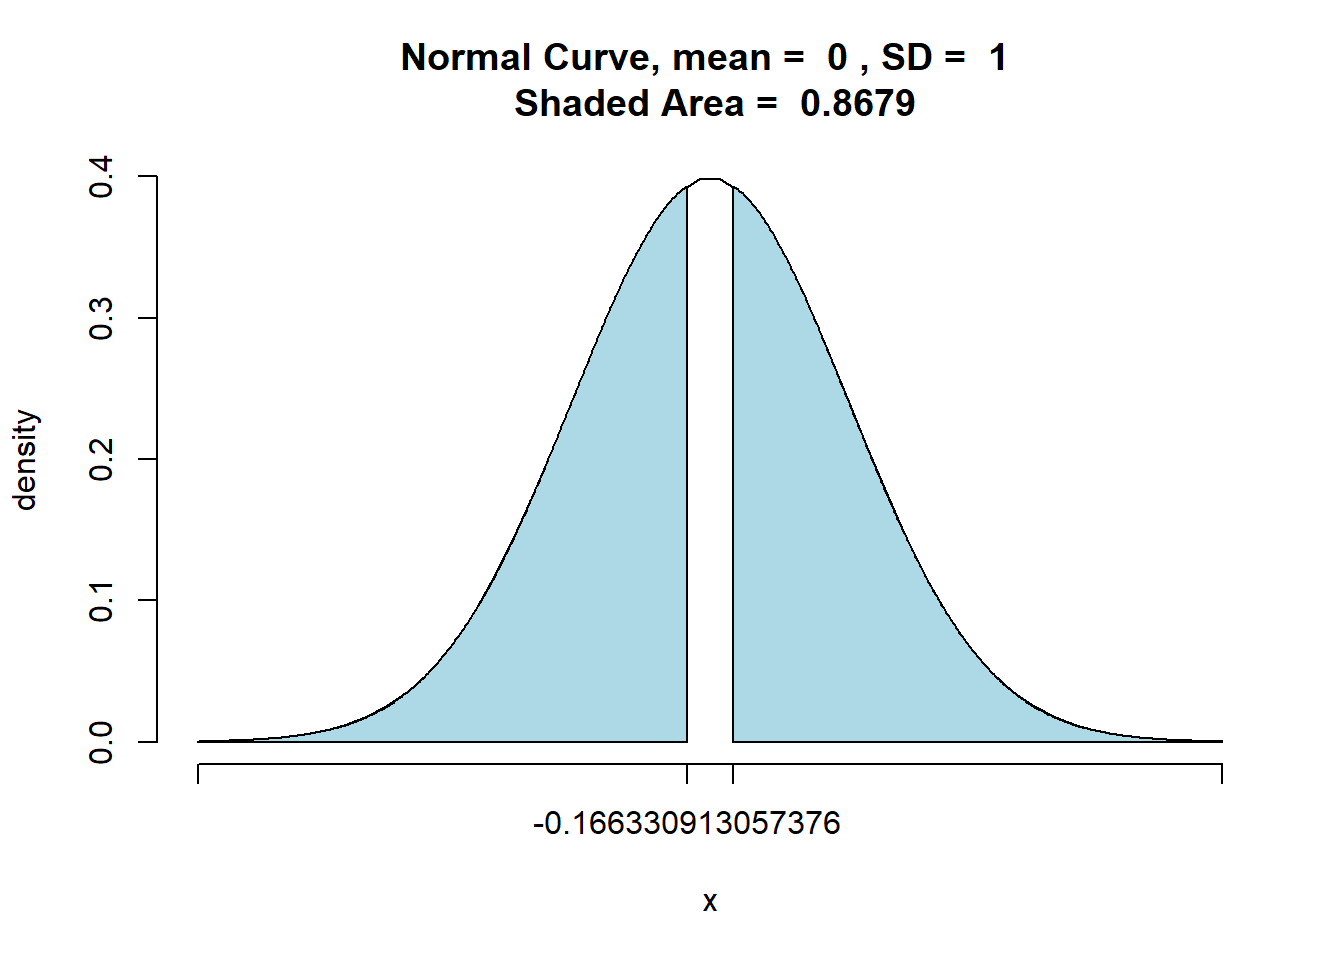 Normal Curve, mean =  0 , SD =  1
Shaded Area =  0.8679
0.4
0.3
0.2
0.1
0.0
density
-0.166330913057376
x